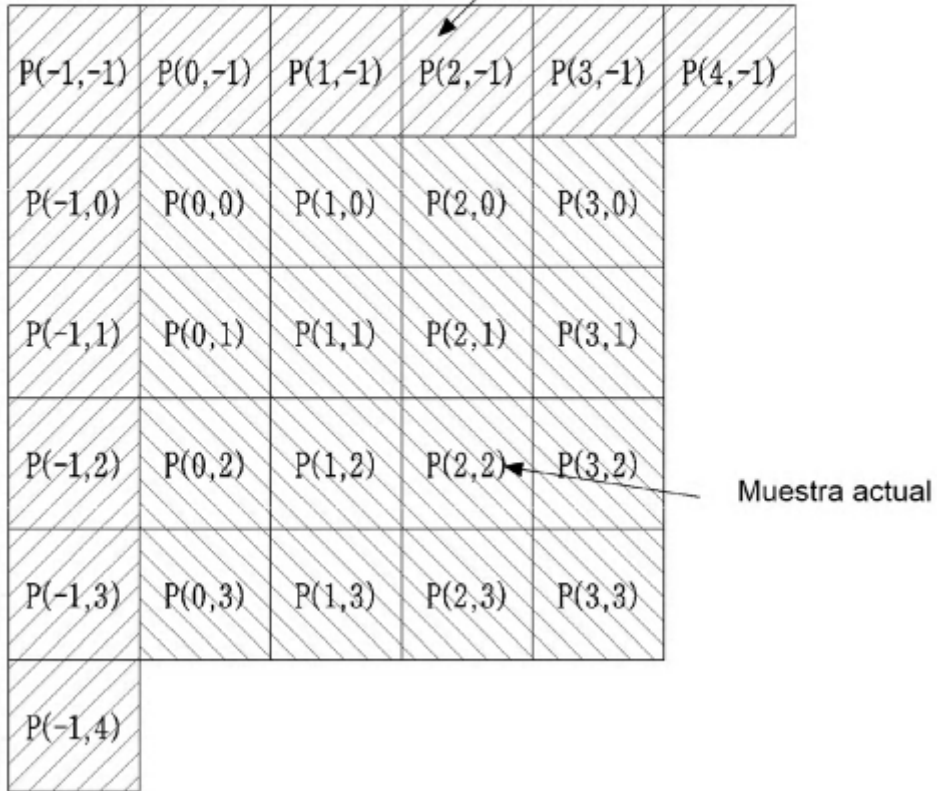 P(-1,-1) P(0,-1) P(1,-1) P(2,-1) P(3,-1) P(4,-1)
P(-1,0) P(0,0) P(1,0) P(2,0) P(3,0)
P(-1,1) P(0,1) P(1,1) P(2,1) P(3,1)
P(-1,2) P(0,2) P(1,2) P(2,2) P(3,2)
Muestra actual
P(-1,3) P(0,3) P(1,3) P(2,3) P(3,3)
P(-1,4)